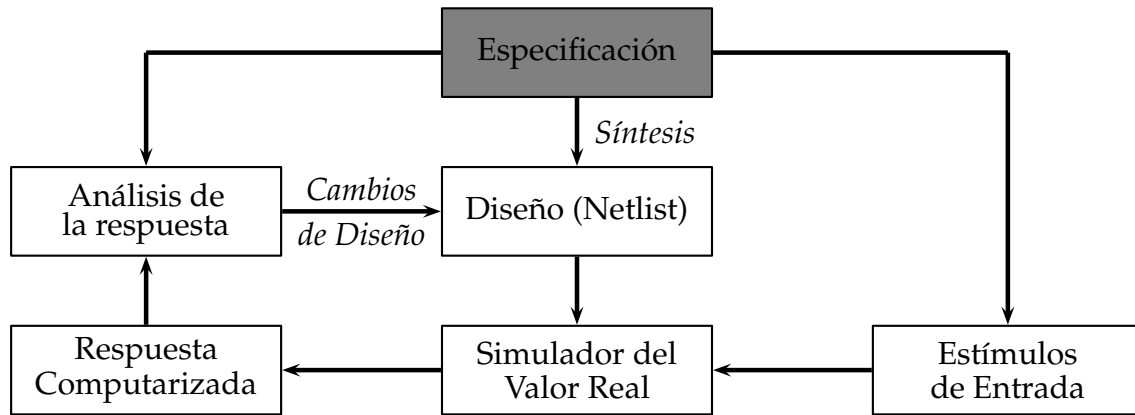 Especificación
Síntesis
Análisis de
la respuesta
Cambios
de Diseño
Diseño (Netlist)
Respuesta
Computarizada
Simulador del
Valor Real
Estímulos
de Entrada